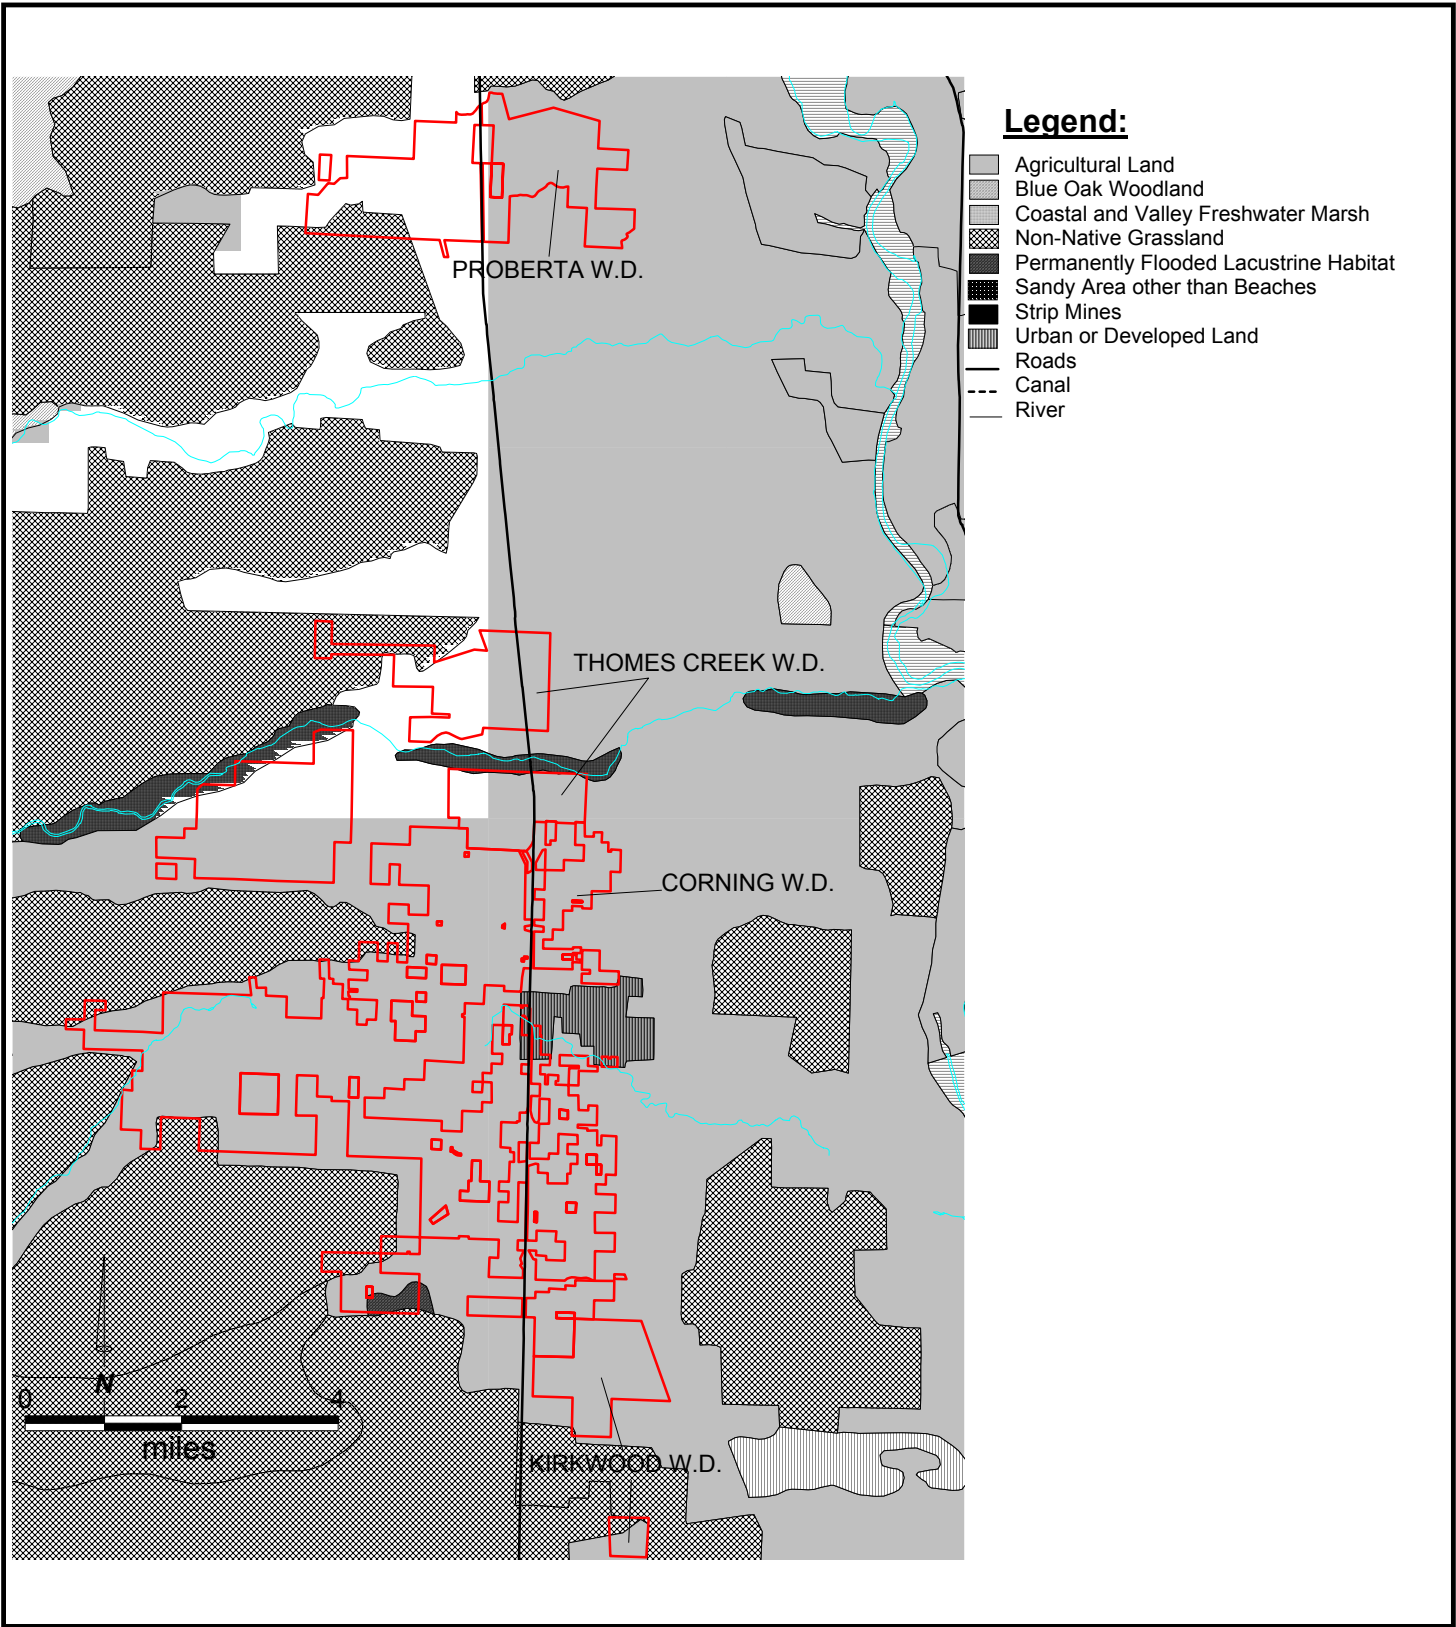 Legend:
Agricultural Land
Blue Oak Woodland
Coastal and Valley Freshwater Marsh
Non-Native Grassland
Permanently Flooded Lacustrine Habitat
Sandy Area other than Beaches
Strip Mines
Urban or Developed Land
Roads
Canal
River
PROBERTA W.D.
THOMES CREEK W.D.
CORNING W.D.
N
0 2 4
miles
KIRKWOOD W.D.